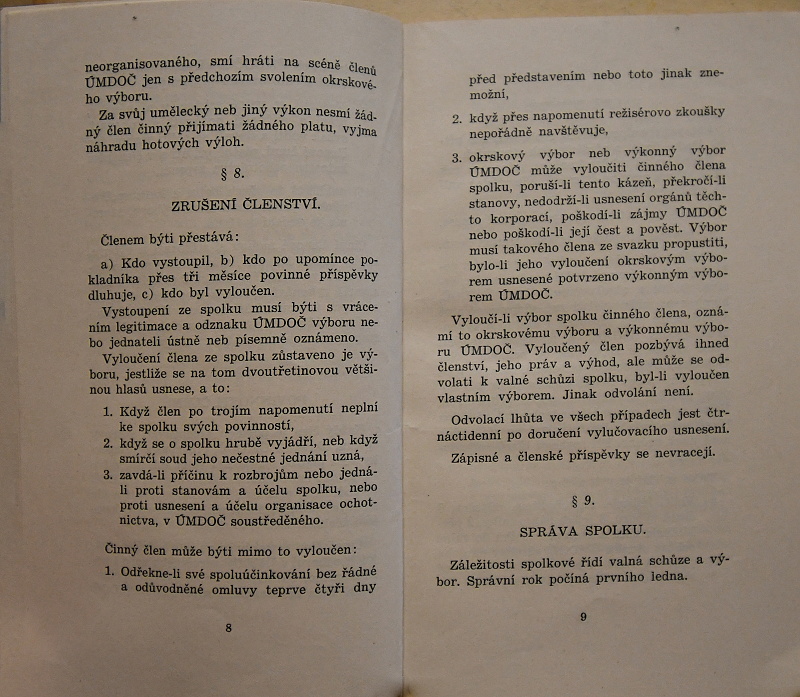 neorganisovaného, smí hráti na scéně členů
ÚMDOČ jen s předchozím svolením okrskové-
ho výboru.
Za svůj umělecký neb jiný výkon nesmí žád-
ný člen činný přijímati žádného platu, vyjma
náhradu hotových výloh.
§ 8.
ZRUŠENÍ ČLENSTVÍ.
Členem býti přestává:
a) Kdo vystoupil, b) kdo po upomínce po-
kladníka přes tři měsíce povinné příspěvky
dluhuje, c) kdo byl vyloučen.
Vystoupení ze spolku musí býti s vráce-
ním legitimace a odznaku ÚMDOČ výboru ne-
bo jednateli ústně neb písemně oznámeno.
Vyloučení člena ze spolku zůstaveno je vý-
boru, jestliže se na tom dvoutřetinovou větši-
nou hlasů usnese, a to:
1. Když člen po trojím napomenutí neplní
ke spolku svých povinností,
2. když se o spolku hrubě vyjádří, neb když
smírčí soud jeho nečestné jednání uzná,
3. zavdá-li příčinu k rozbrojům nebo jedná-
li proti stanovám a účelu spolku, nebo
proti usnesení a účelu organisace ochot-
nictva, v ÚMDOČ soustředěného.
Činný člen může býti mimo to vyloučen:
1. Odřekne-li své spoluúčinkování bez řádné
a odůvodněné omluvy teprve čtyři dny
8
před představením nebo toto jinak zne-
možní,
2. když přes napomenutí režisérovo zkoušky
nepořádně navštěvuje,
3. okrskový výbor neb výkonný výbor
ÚMDOČ může vyloučiti činného člena
spolku, poruší-li tento kázeň, překročí-li
stanovy, nedodrží-li usnesení orgánů těch-
to korporací, poškodí-li zájmy ÚMDOČ
nebo poškodí-li její čest a pověst. Výbor
musí takového člena ze svazku propustiti,
bylo-li jeho vyloučení okrskovým výbo-
rem usnesené potvrzeno výkonným výbo-
rem ÚMDOČ.
Vyloučí-li výbor spolku činného člena, ozná-
mí to okrskovému výboru a výkonnému výbo-
ru ÚMDOČ. Vyloučený člen pozbývá ihned
členství, jeho práv a výhod, ale může se od-
volati k valné schůzi spolku, byl-li vyloučen
vlastním výborem. Jinak odvolání není.
Odvolací lhůta ve všech případech jest čtr-
náctidenní po doručení vylučovacího usnesení.
Zápisné a členské příspěvky se nevracejí.
§ 9.
SPRÁVA SPOLKU.
Záležitosti spolkové řídí valná schůze a vý-
bor. Správní rok počíná prvního ledna.
9